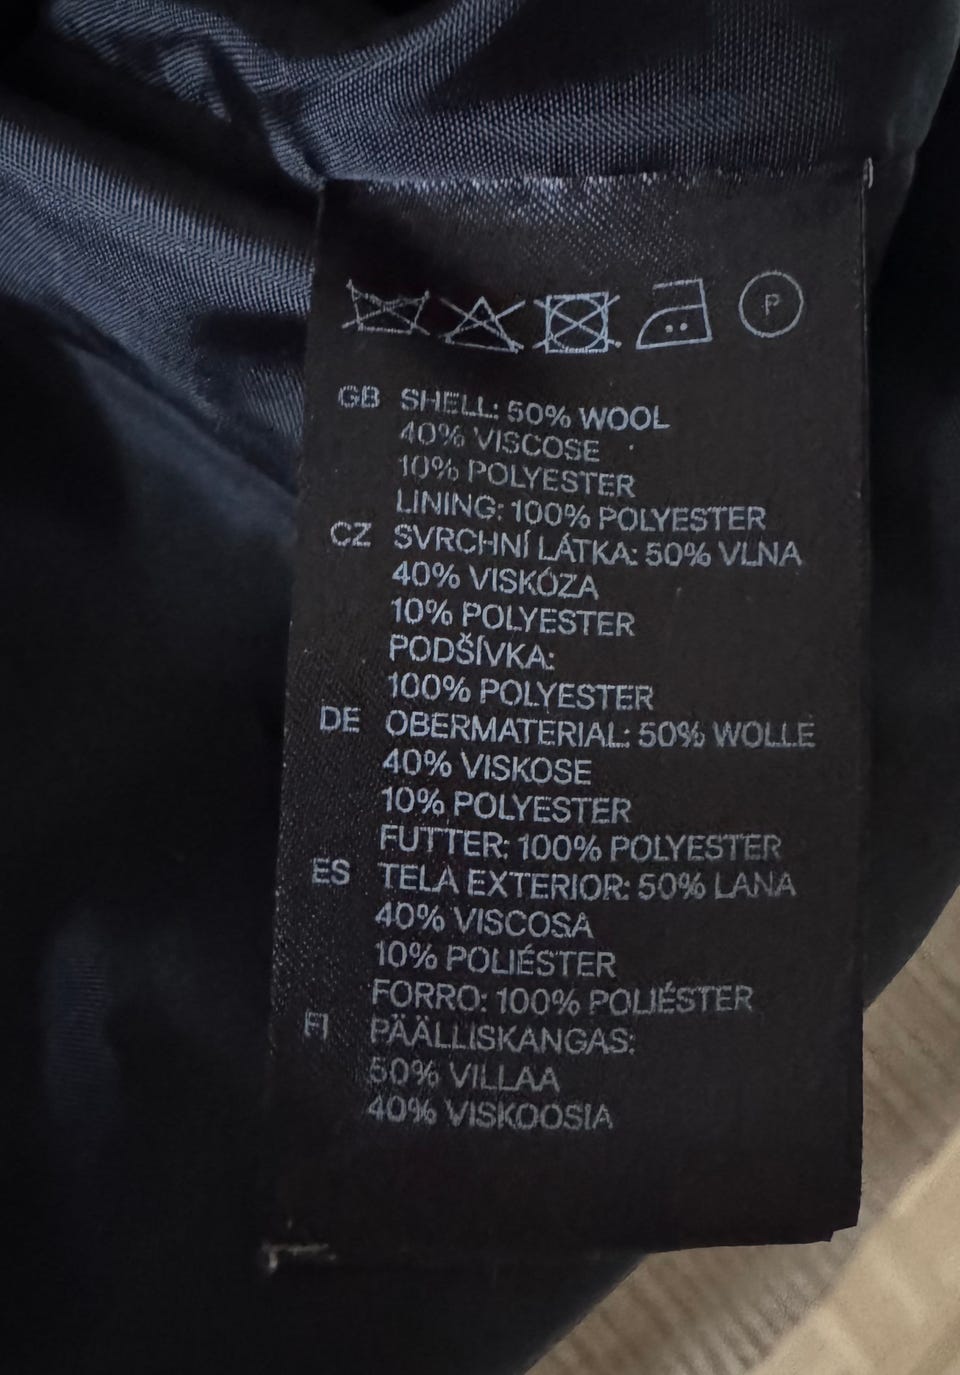 P
GB SHELL: 50% WOOL
40% VISCOSE
10% POLYESTER
LINING: 100% POLYESTER
CZ SVRCHNÍ LÁTKA: 50% VLNA
40% VISKÓZA
10% POLYESTER
PODŠÍVKA:
100% POLYESTER
DE OBERMATERIAL: 50% WOLLE
40% VISKOSE
10% POLYESTER
FUTTER: 100% POLYESTER
ES TELA EXTERIOR: 50% LANA
40% VISCOSA
10% POLIÉSTER
FORRO: 100% POLIÉSTER
FI PÄÄLLISKANGAS:
50% VILLAA
40% VISKOOSIA